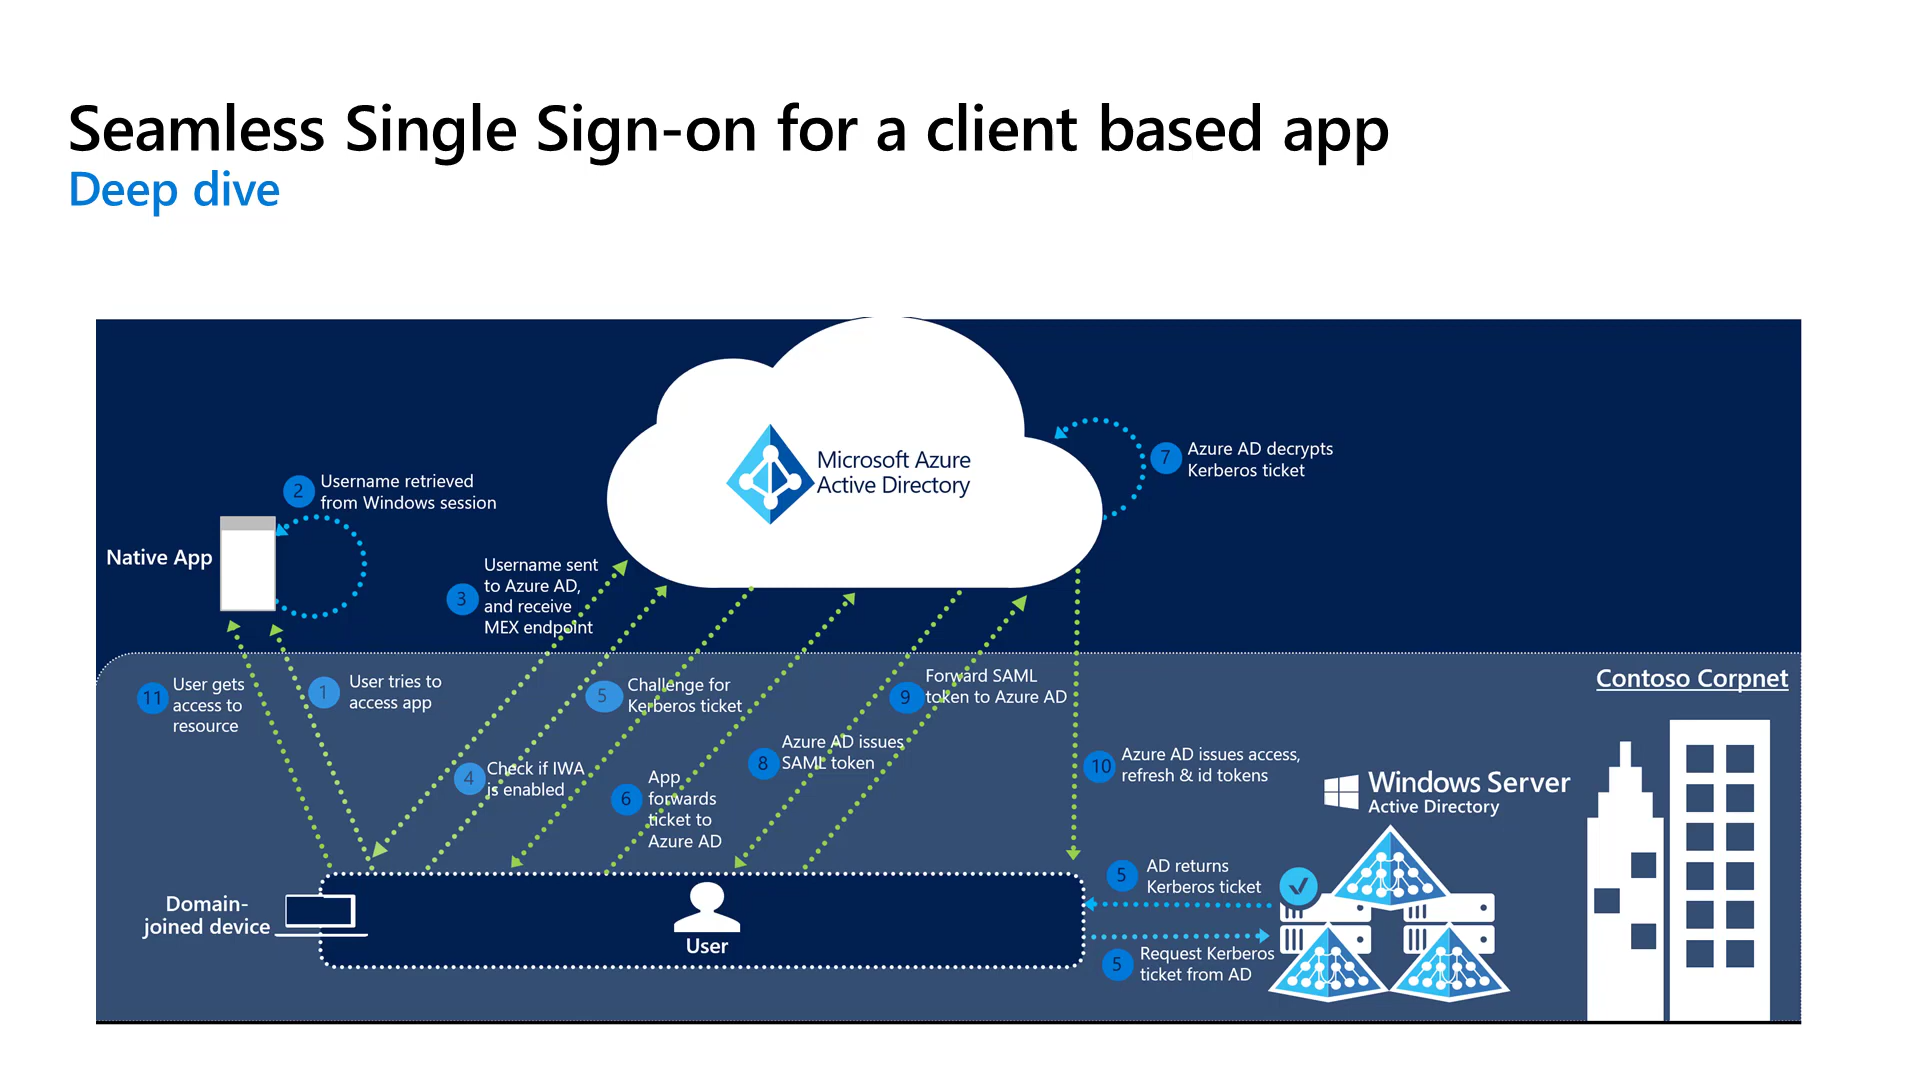 Seamless Single Sign-on for a client based app
Deep dive
Microsoft Azure
Active Directory
7
Azure AD decrypts
Kerberos ticket
2
Username retrieved
from Windows session
Native App
3
Username sent
to Azure AD,
and receive
MEX endpoint
11
User gets
access to
resource
1
User tries to
access app
5
Challenge for
Kerberos ticket
9
Forward SAML
token to Azure AD
Contoso Corpnet
4
Check if IWA
is enabled
6
App
forwards
ticket to
Azure AD
8
Azure AD issues
SAML token
10
Azure AD issues access,
refresh & id tokens
Windows Server
Active Directory
Domain-
joined device
User
5
AD returns
Kerberos ticket
5
Request Kerberos
ticket from AD